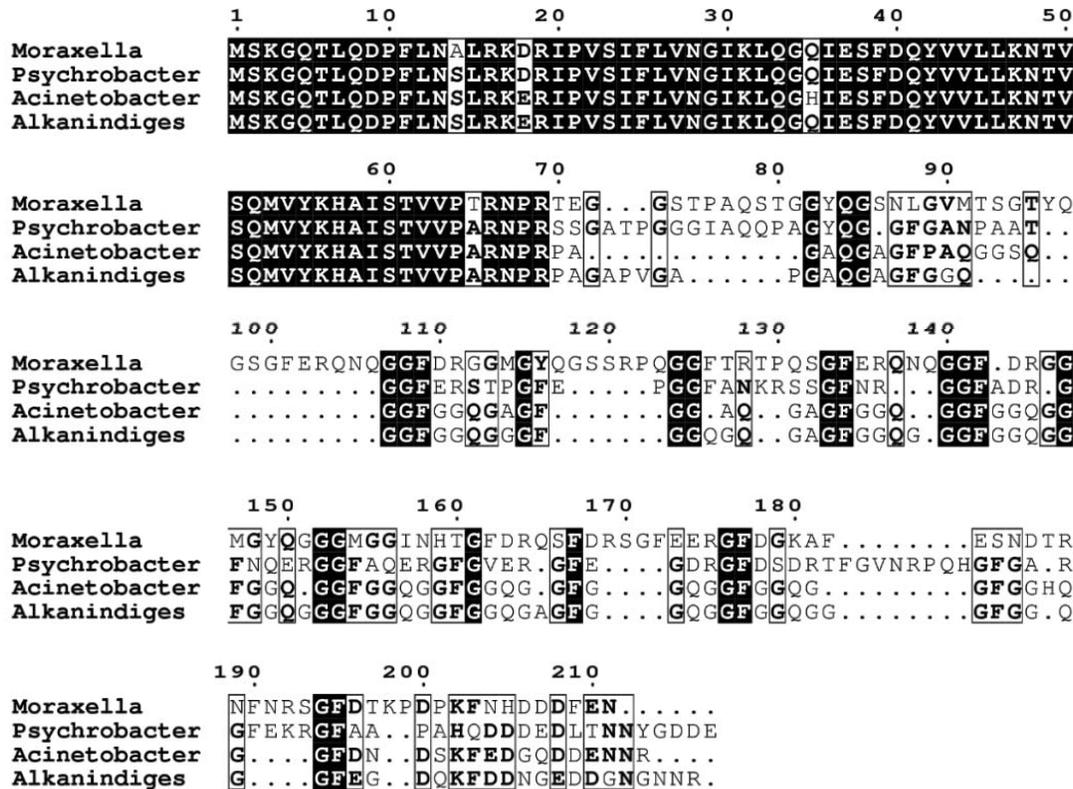 1 10 20 30 40 50
Moraxella MSKGQTLQDPFLNALRKDRIPVSIFLVNGIKLQGQIESFDQYVVLLKNTV
Psychrobacter MSKGQTLQDPFLNSLRKDRIPVSIFLVNGIKLQGQIESFDQYVVLLKNTV
Acinetobacter MSKGQTLQDPFLNSLRKERIPVSIFLVNGIKLQGHIESFDQYVVLLKNTV
Alkanindiges MSKGQTLQDPFLNSLRKERIPVSIFLVNGIKLQGQIESFDQYVVLLKNTV
60 70 80 90
Moraxella SQMVYKHAISTVVPTRNPRTEG...GSTPAQSTGGYQGSNLGVMTSGTYQ
Psychrobacter SQMVYKHAISTVVPARNPRSSGATPGGGIAQQPAGYQG.GFGANPAAT..
Acinetobacter SQMVYKHAISTVVPARNPRPA.............GAQGAGFPAQGGSQ..
Alkanindiges SQMVYKHAISTVVPARNPRPAGAPVGA......PGAQGAGFGGQ......
100 110 120 130 140
Moraxella GSGFERQNQGGFDRGGMGYQGSSRPQGGFTRTPQSGFERQNQGGF.DRGG
Psychrobacter .........GGFERSTPGFE.....PGGFANKRSSGFNR...GGFADR.G
Acinetobacter .........GGFGGQGAGF.......GG.AQ..GAGFGGQ..GGFGGQGG
Alkanindiges .........GGFGGQGGGF.......GGQGQ..GAGFGGQG.GGFGGQGG
150 160 170 180
Moraxella MGYQGGGMGGINHTGFDRQSFDRSGFEERGFDGKAF........ESNDTR
Psychrobacter FNQERGGFAQERGFGVER.GFE....GDRGFDSDRTFGVNRPQHGFGA.R
Acinetobacter FGGQ.GGFGGQGGFGGQG.GFG....GQGGFGGQG.........GFGGHQ
Alkanindiges FGGQGGGFGGQGGFGGQGAGFG....GQGGFGGQGG........GFGG.Q
190 200 210
Moraxella NFNRSGFDTKPDPKFNHDDDDFEN.....
Psychrobacter GFEKRGFAA..PAHQDDDEDLTNNYGDDE
Acinetobacter G....GFDN..DSKFEDGQDDENNR....
Alkanindiges G....GFEG..DQKFDDNGEDDGNGNNR.